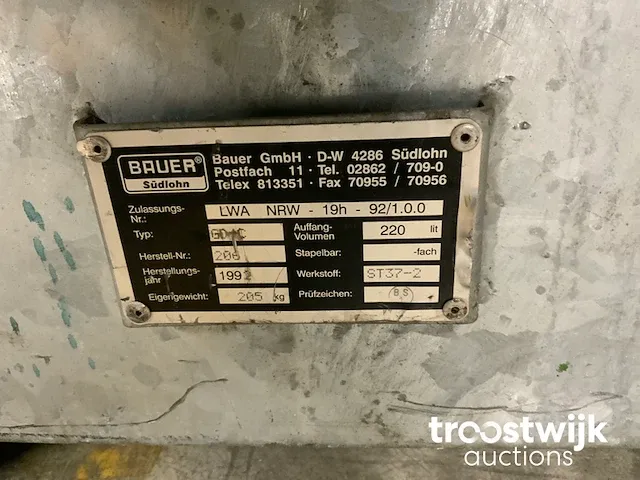 BAUER®
Südlohn
Bauer GmbH · D-W 4286 Südlohn
Postfach 11 · Tel. 02862 / 709-0
Telex 813351 · Fax 70955 / 70956
Zulassungs-Nr.: LWA NRW - 19h - 92/1.0.0
Typ: Auffang-Volumen 220 lit
Herstell-Nr.: Stapelbar: -fach
Herstellungsjahr 1992 Werkstoff: ST37-2
Eigengewicht: 205 kg Prüfzeichen: BS
troostwijk
auctions